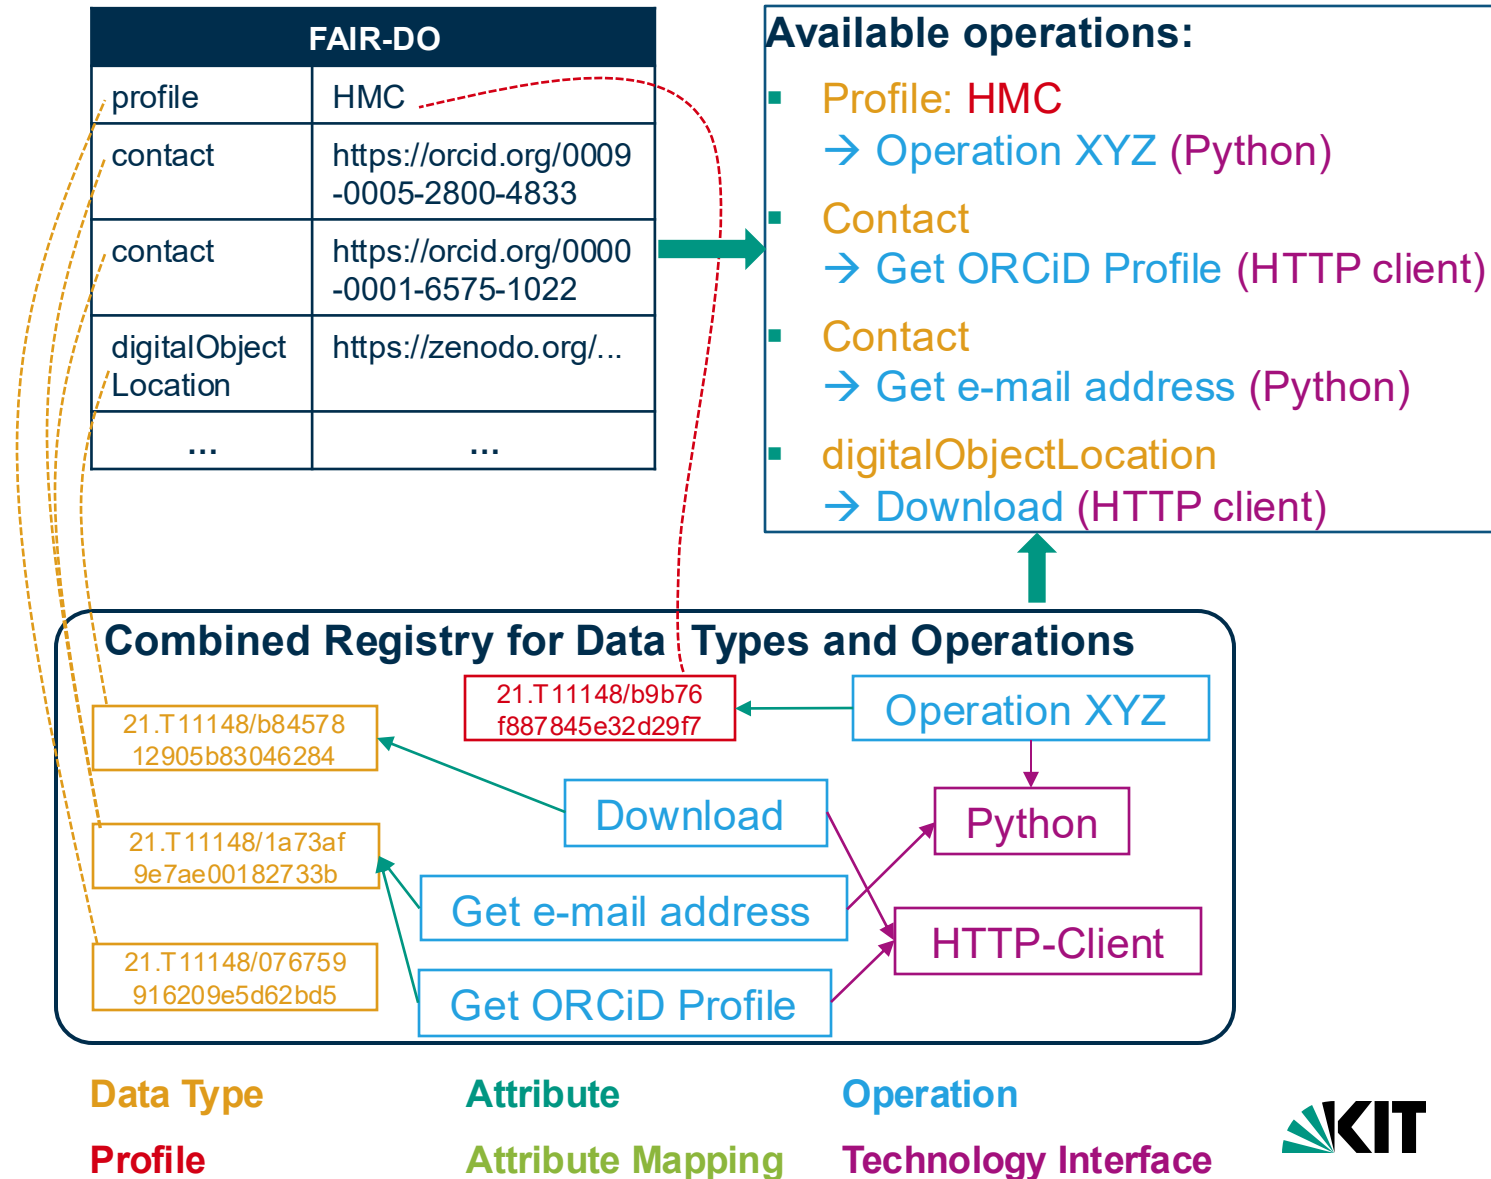 FAIR-DO
profile
HMC
contact
https://orcid.org/0009
-0005-2800-4833
contact
https://orcid.org/0000
-0001-6575-1022
digitalObject
Location
https://zenodo.org/...
...
...
Available operations:
▪ Profile: HMC
→ Operation XYZ (Python)
▪ Contact
→ Get ORCiD Profile (HTTP client)
▪ Contact
→ Get e-mail address (Python)
▪ digitalObjectLocation
→ Download (HTTP client)
Combined Registry for Data Types and Operations
21.T11148/b84578
12905b83046284
21.T11148/b9b76
f887845e32d29f7
Operation XYZ
Download
Python
21.T11148/1a73af
9e7ae00182733b
Get e-mail address
HTTP-Client
21.T11148/076759
916209e5d62bd5
Get ORCiD Profile
Data Type
Attribute
Operation
Profile
Attribute Mapping
Technology Interface
KIT